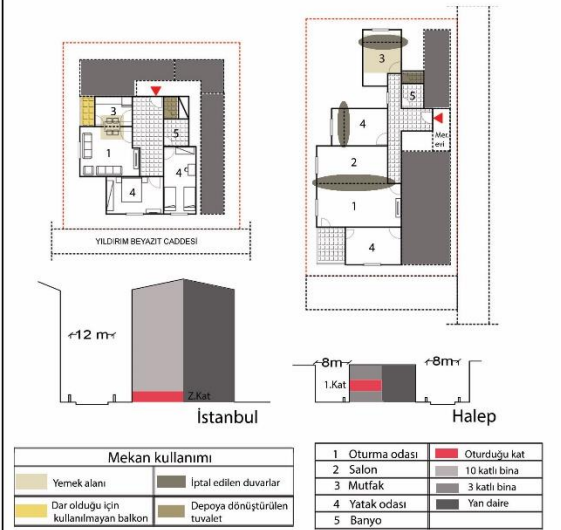 3
1
5
4
4
YILDIRIM BEYAZIT CADDESİ
3
5
4
2
1
4
Mer.
evi
12 m
Z.Kat
İstanbul
8m
8m
1.Kat
Halep
Mekan kullanımı
Yemek alanı
İptal edilen duvarlar
Dar olduğu için
kullanılmayan balkon
Depoya dönüştürülen
tuvalet
1 Oturma odası
Oturduğu kat
2 Salon
10 katlı bina
3 Mutfak
3 katlı bina
4 Yatak odası
Yan daire
5 Banyo